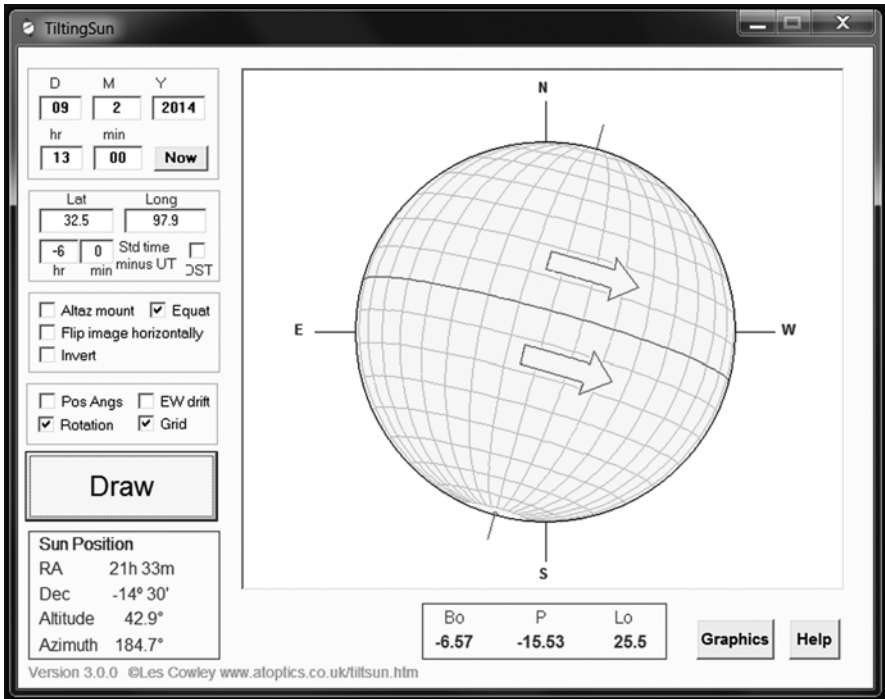 TiltingSun
D M Y
09 2 2014
hr min
13 00 Now
Lat Long
32.5 97.9
-6 0 Std time
hr min minus UT DST
Altaz mount Equat
Flip image horizontally
Invert
Pos Angs EW drift
Rotation Grid
Draw
Sun Position
RA 21h 33m
Dec -14º 30'
Altitude 42.9°
Azimuth 184.7°
N
E W
S
Bo P Lo
-6.57 -15.53 25.5
Graphics Help
Version 3.0.0 ©Les Cowley www.atoptics.co.uk/tiltsun.htm